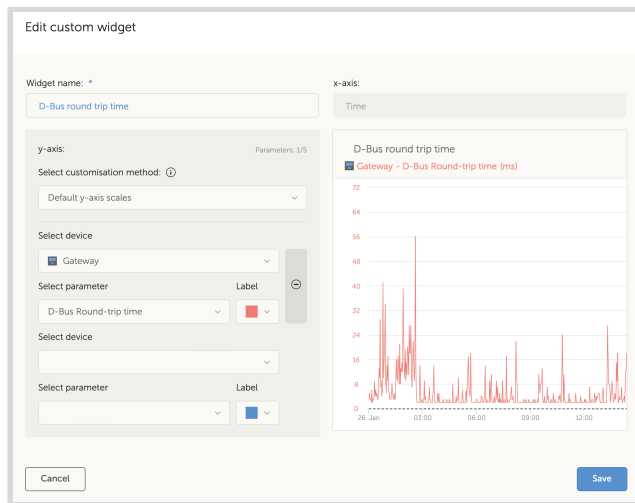 Edit custom widget
Widget name: *
x-axis:
D-Bus round trip time
Time
y-axis:
Parameters: 1/5
Select customisation method:
Default y-axis scales
Select device
Gateway
Select parameter
Label
D-Bus Round-trip time
Select device
Select parameter
Label
D-Bus round trip time
Gateway - D-Bus Round-trip time (ms)
72
64
56
48
40
32
24
16
8
0
26. Jan
03:00
06:00
09:00
12:00
Cancel
Save